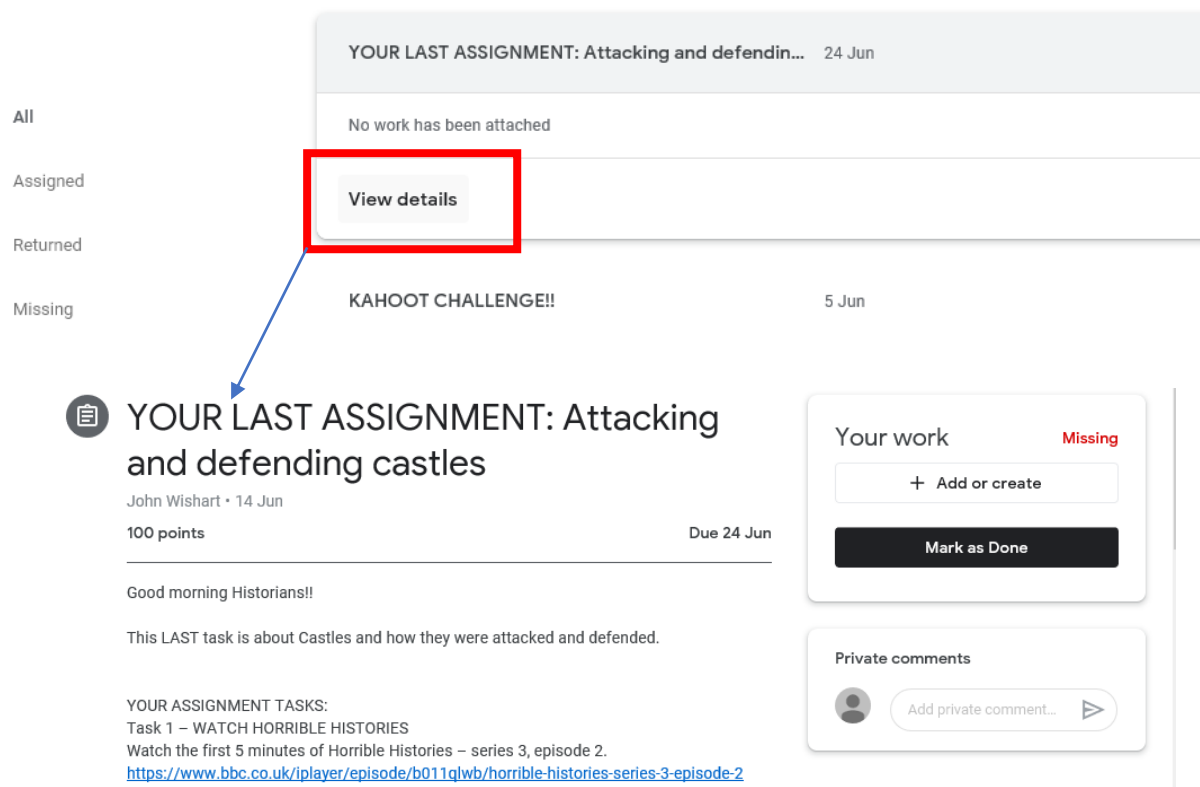 YOUR LAST ASSIGNMENT: Attacking and defendin... 24 Jun
All
No work has been attached
Assigned
View details
Returned
KAHOOT CHALLENGE!! 5 Jun
Missing
YOUR LAST ASSIGNMENT: Attacking
and defending castles
John Wishart • 14 Jun
100 points Due 24 Jun
Good morning Historians!!
This LAST task is about Castles and how they were attacked and defended.
YOUR ASSIGNMENT TASKS:
Task 1 – WATCH HORRIBLE HISTORIES
Watch the first 5 minutes of Horrible Histories – series 3, episode 2.
https://www.bbc.co.uk/iplayer/episode/b011qlwb/horrible-histories-series-3-episode-2
Your work Missing
+ Add or create
Mark as Done
Private comments
Add private comment...